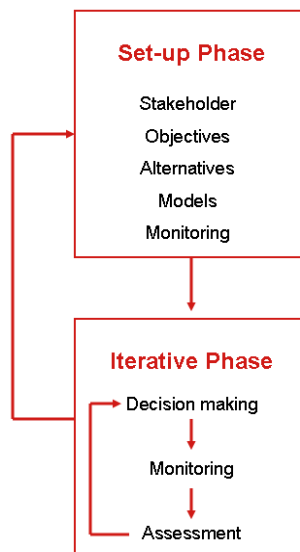 Set-up Phase
Stakeholder
Objectives
Alternatives
Models
Monitoring
Iterative Phase
Decision making
Monitoring
Assessment